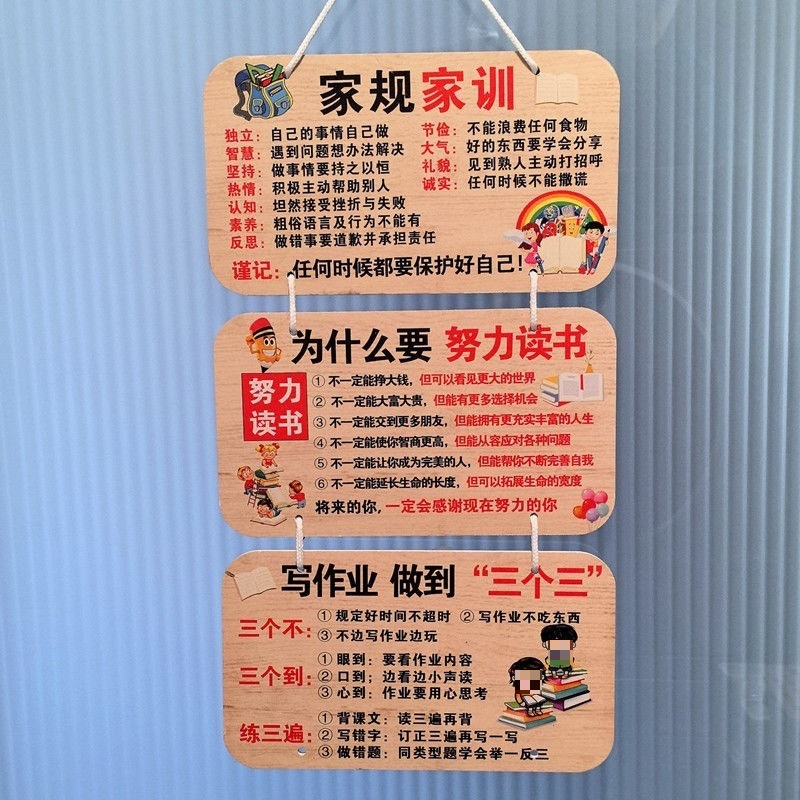 家规家训
独立：自己的事情自己做
智慧：遇到问题想办法解决
坚持：做事情要持之以恒
热情：积极主动帮助别人
认知：坦然接受挫折与失败
素养：粗俗语言及行为不能有
反思：做错事要道歉并承担责任
节俭：不能浪费任何食物
大气：好的东西要学会分享
礼貌：见到熟人主动打招呼
诚实：任何时候不能撒谎
谨记：任何时候都要保护好自己！
为什么要 努力读书
努力
读书
① 不一定能挣大钱，但可以看见更大的世界
② 不一定能大富大贵，但能有更多选择机会
③ 不一定能交到更多朋友，但能拥有更充实丰富的人生
④ 不一定能使你智商更高，但能从容应对各种问题
⑤ 不一定能让你成为完美的人，但能帮你不断完善自我
⑥ 不一定能延长生命的长度，但可以拓展生命的宽度
将来的你，一定会感谢现在努力的你
写作业 做到 “三个三”
三个不：
① 规定好时间不超时 ② 写作业不吃东西
③ 不边写作业边玩
三个到：
① 眼到：要看作业内容
② 口到；边看边小声读
③ 心到：作业要用心思考
练三遍：
① 背课文：读三遍再背
② 写错字：订正三遍再写一写
③ 做错题：同类型题学会举一反三